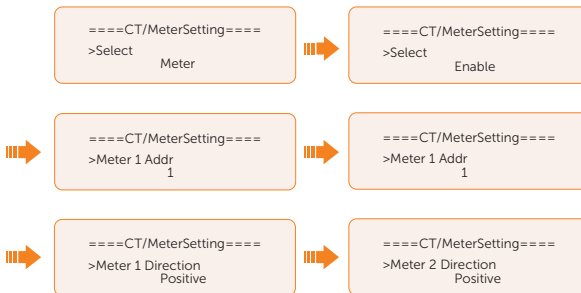 ====CT/MeterSetting====
>Select
Meter
====CT/MeterSetting====
>Select
Enable
====CT/MeterSetting====
>Meter 1 Addr
1
====CT/MeterSetting====
>Meter 1 Addr
1
====CT/MeterSetting====
>Meter 1 Direction
Positive
====CT/MeterSetting====
>Meter 2 Direction
Positive